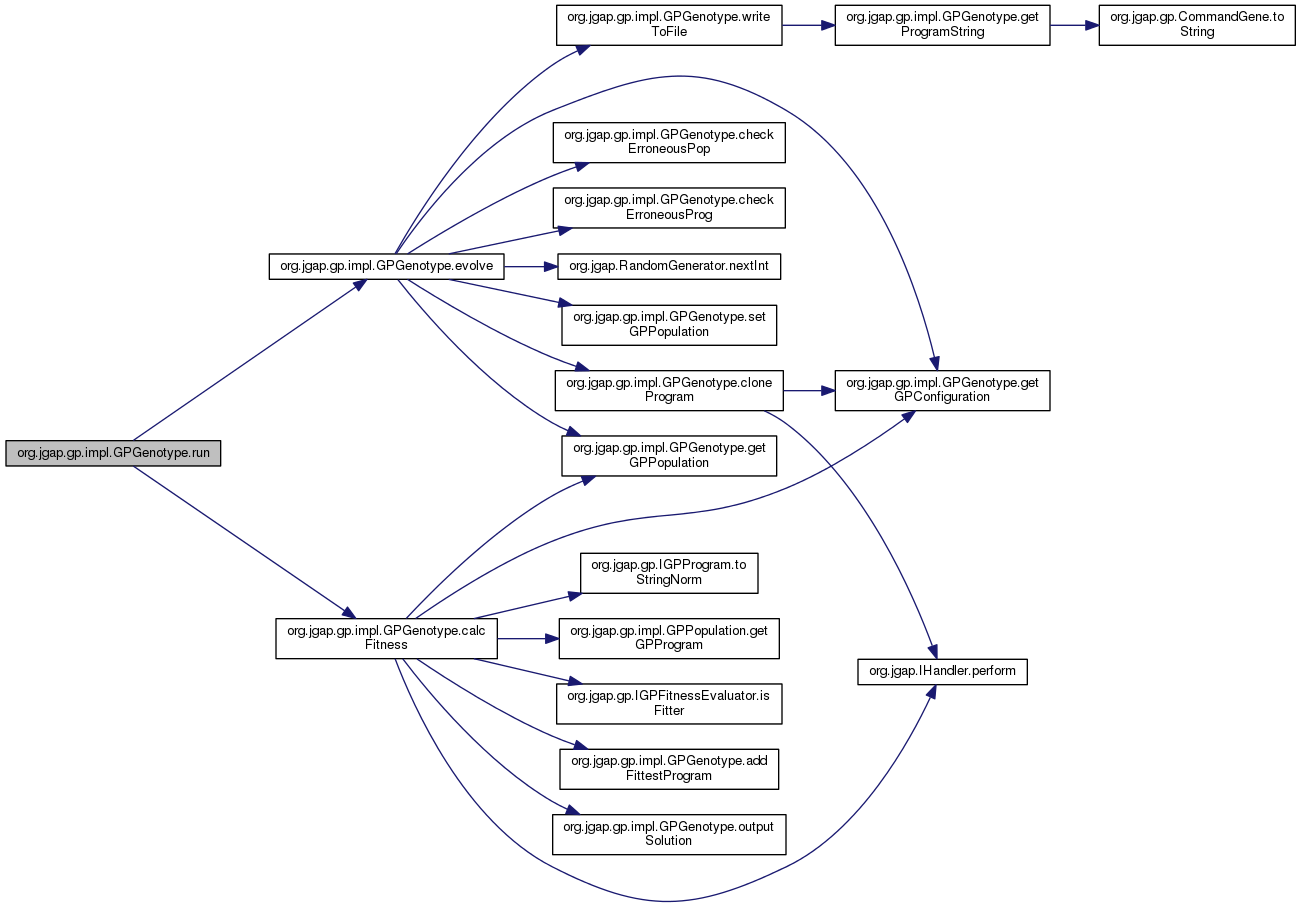 org.jgap.gp.impl.GPGenotype.write
ToFile
org.jgap.gp.impl.GPGenotype.get
ProgramString
org.jgap.gp.CommandGene.to
String
org.jgap.gp.impl.GPGenotype.check
ErroneousPop
org.jgap.gp.impl.GPGenotype.check
ErroneousProg
org.jgap.gp.impl.GPGenotype.evolve
org.jgap.RandomGenerator.nextInt
org.jgap.gp.impl.GPGenotype.set
GPPopulation
org.jgap.gp.impl.GPGenotype.clone
Program
org.jgap.gp.impl.GPGenotype.get
GPConfiguration
org.jgap.gp.impl.GPGenotype.run
org.jgap.gp.impl.GPGenotype.get
GPPopulation
org.jgap.gp.IGPProgram.to
StringNorm
org.jgap.gp.impl.GPGenotype.calc
Fitness
org.jgap.gp.impl.GPPopulation.get
GPProgram
org.jgap.IHandler.perform
org.jgap.gp.IGPFitnessEvaluator.is
Fitter
org.jgap.gp.impl.GPGenotype.add
FittestProgram
org.jgap.gp.impl.GPGenotype.output
Solution